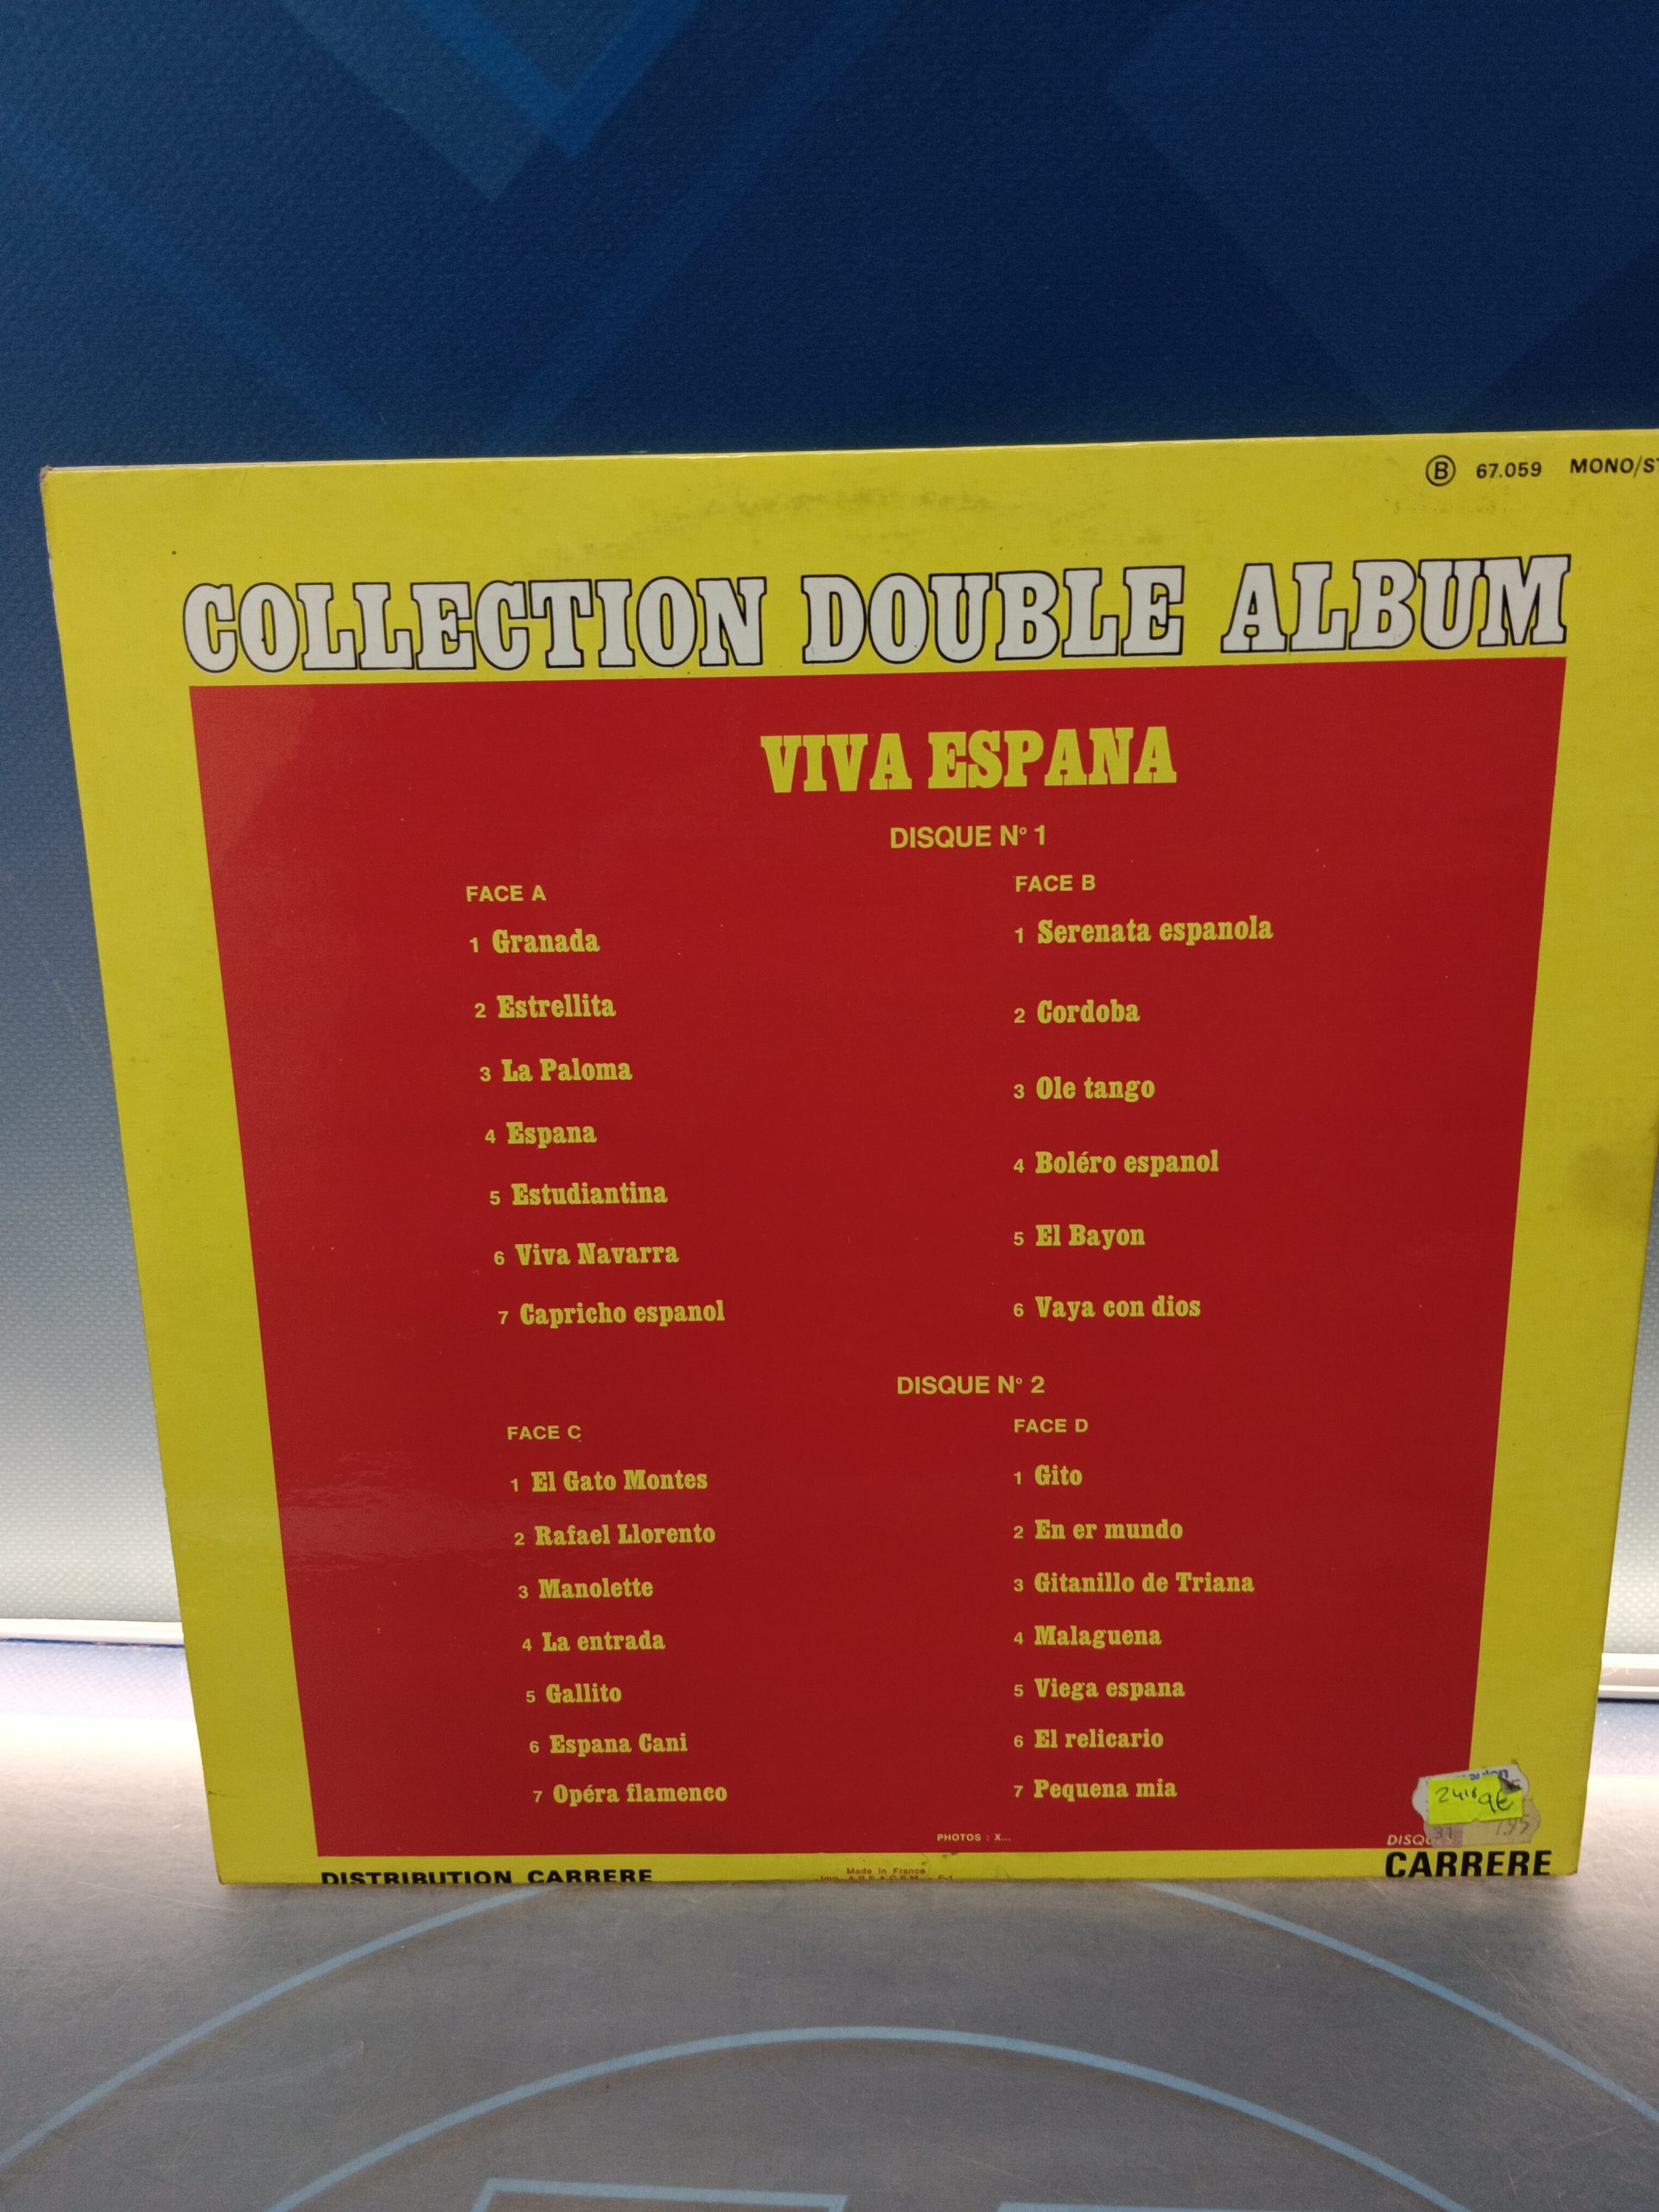 B 67.059 MONO/ST
COLLECTION DOUBLE ALBUM
VIVA ESPANA
DISQUE N° 1
FACE A
1 Granada
2 Estrellita
3 La Paloma
4 Espana
5 Estudiantina
6 Viva Navarra
7 Capricho espanol
FACE B
1 Serenata espanola
2 Cordoba
3 Ole tango
4 Boléro espanol
5 El Bayon
6 Vaya con dios
DISQUE N° 2
FACE C
1 El Gato Montes
2 Rafael Llorento
3 Manolette
4 La entrada
5 Gallito
6 Espana Cani
7 Opéra flamenco
FACE D
1 Gito
2 En er mundo
3 Gitanillo de Triana
4 Malaguena
5 Viega espana
6 El relicario
7 Pequena mia
9€
PHOTOS : X...
DISTRIBUTION CARRERE
Made in France
CARRERE